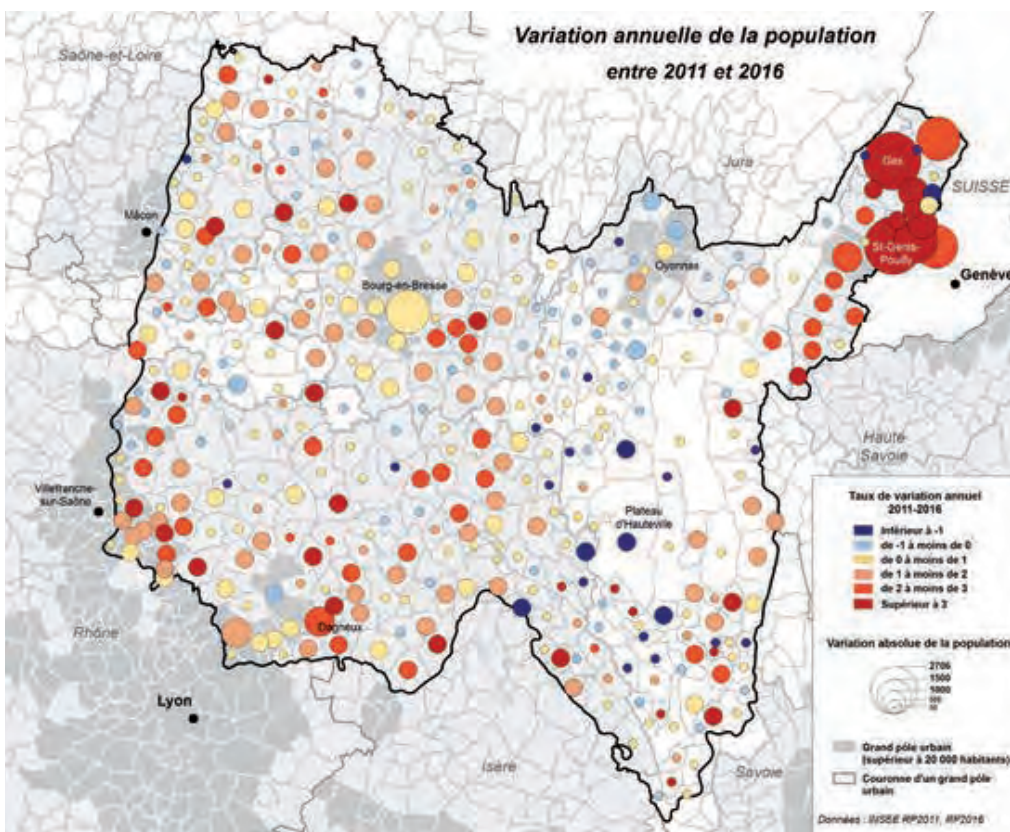 Variation annuelle de la population
entre 2011 et 2016
Saône-et-Loire
Jura
Gex
SUISSE
Mâcon
St-Genis-
Pouilly
Oyonnax
Genève
Bourg-en-Bresse
Haute
Savoie
Villefranche-
sur-Saône
Plateau
d'Hauteville
Rhône
Dagneux
Lyon
Isère
Savoie
Taux de variation annuel
2011-2016
Inférieur à -1
de -1 à moins de 0
de 0 à moins de 1
de 1 à moins de 2
de 2 à moins de 3
Supérieur à 3
Variation absolue de la population
2706
1500
1000
Grand pôle urbain
(supérieur à 20 000 habitants)
Couronne d'un grand pôle
urbain
Données : INSEE RP2011, RP2016